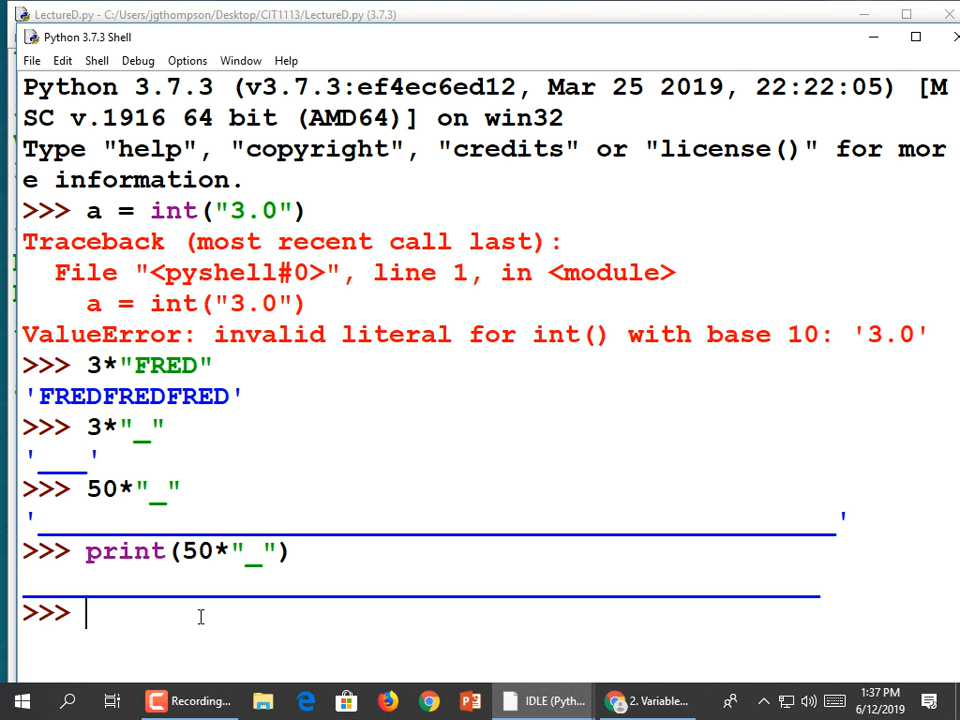 LectureD.py - C:/Users/jgthompson/Desktop/CIT1113/LectureD.py (3.7.3)
Python 3.7.3 Shell
File Edit Shell Debug Options Window Help
Python 3.7.3 (v3.7.3:ef4ec6ed12, Mar 25 2019, 22:22:05) [M
SC v.1916 64 bit (AMD64)] on win32
Type "help", "copyright", "credits" or "license()" for mor
e information.
>>> a = int("3.0")
Traceback (most recent call last):
  File "<pyshell#0>", line 1, in <module>
    a = int("3.0")
ValueError: invalid literal for int() with base 10: '3.0'
>>> 3*"FRED"
'FREDFREDFRED'
>>> 3*"_"
'___'
>>> 50*"_"
'__________________________________________________'
>>> print(50*"_")
__________________________________________________
>>>
Recording... IDLE (Pyth... 2. Variable... 1:37 PM
6/12/2019